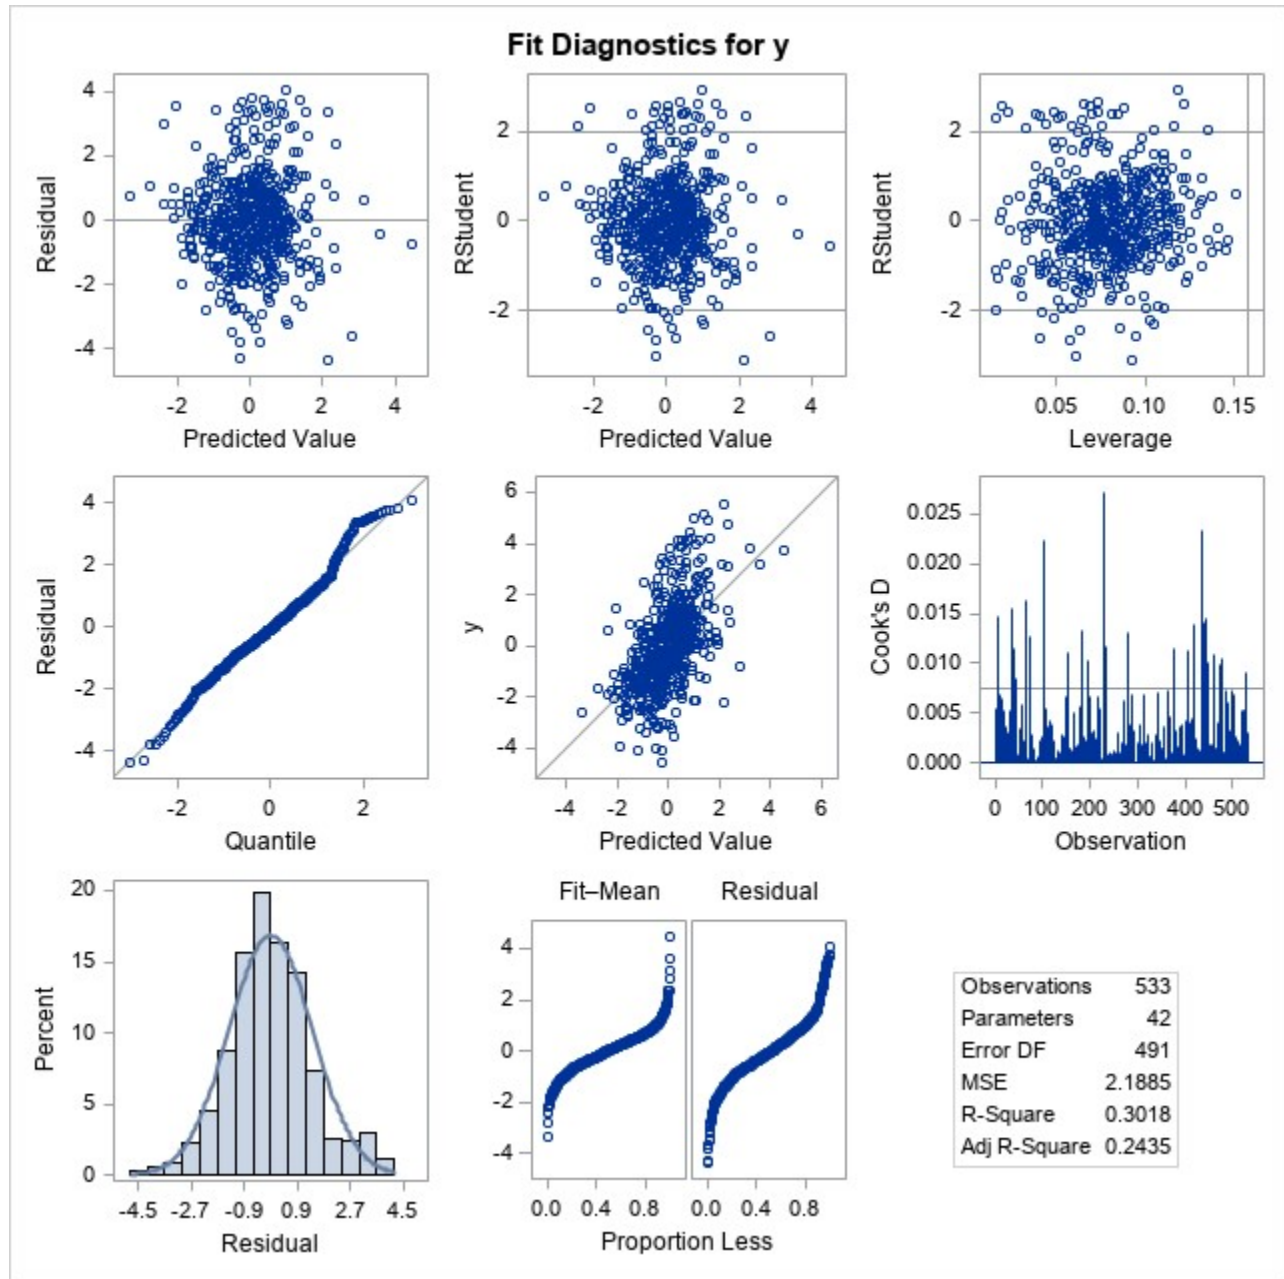 Fit Diagnostics for y
4
2
0
-2
-4
Residual
-2 0 2 4
Predicted Value
2
0
-2
RStudent
-2 0 2 4
Predicted Value
2
0
-2
RStudent
0.05 0.10 0.15
Leverage
4
2
0
-2
-4
Residual
-2 0 2
Quantile
6
4
2
0
-2
-4
y
-4 -2 0 2 4 6
Predicted Value
0.025
0.020
0.015
0.010
0.005
0.000
Cook's D
0 100 200 300 400 500
Observation
20
15
10
5
0
Percent
-4.5 -2.7 -0.9 0.9 2.7 4.5
Residual
Fit–Mean Residual
4
2
0
-2
-4
0.0 0.4 0.8 0.0 0.4 0.8
Proportion Less
Observations 533
Parameters 42
Error DF 491
MSE 2.1885
R-Square 0.3018
Adj R-Square 0.2435